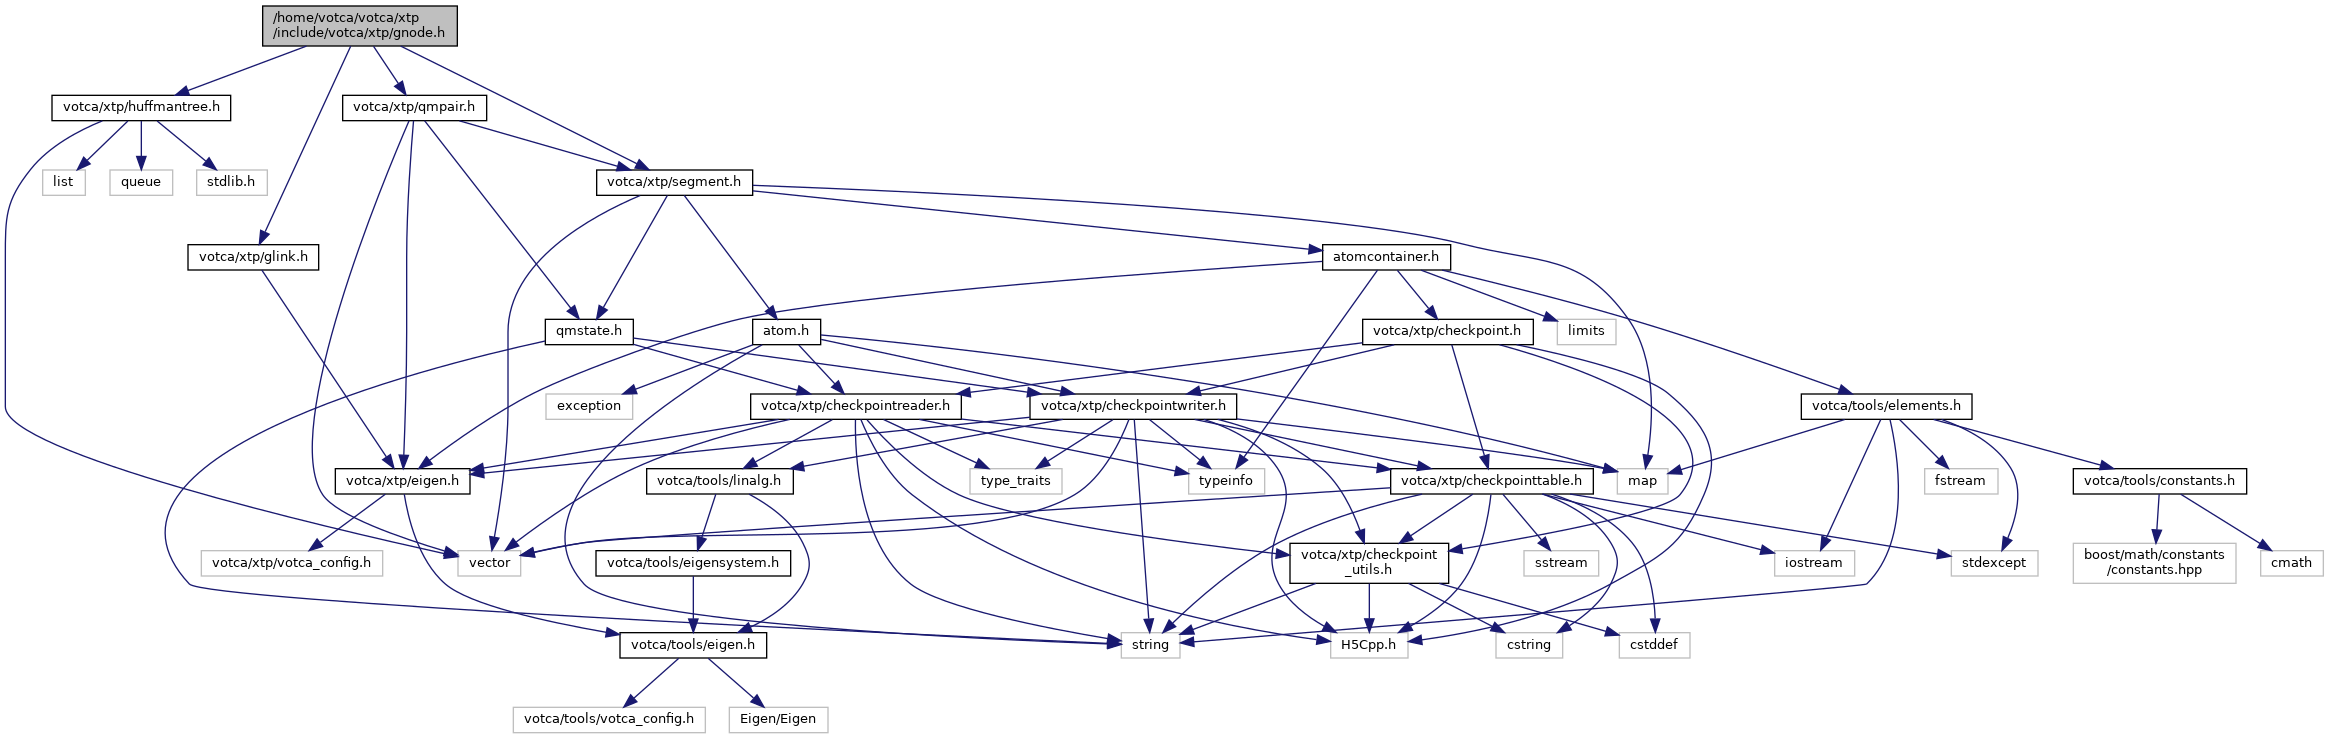 /home/votca/votca/xtp
/include/votca/xtp/gnode.h
votca/xtp/huffmantree.h
votca/xtp/qmpair.h
list
queue
stdlib.h
votca/xtp/segment.h
votca/xtp/glink.h
atomcontainer.h
qmstate.h
atom.h
votca/xtp/checkpoint.h
limits
exception
votca/xtp/checkpointreader.h
votca/xtp/checkpointwriter.h
votca/tools/elements.h
votca/xtp/eigen.h
votca/tools/linalg.h
type_traits
typeinfo
votca/xtp/checkpointtable.h
map
fstream
votca/tools/constants.h
votca/xtp/votca_config.h
vector
votca/tools/eigensystem.h
votca/xtp/checkpoint
_utils.h
sstream
iostream
stdexcept
boost/math/constants
/constants.hpp
cmath
votca/tools/eigen.h
string
H5Cpp.h
cstring
cstddef
votca/tools/votca_config.h
Eigen/Eigen